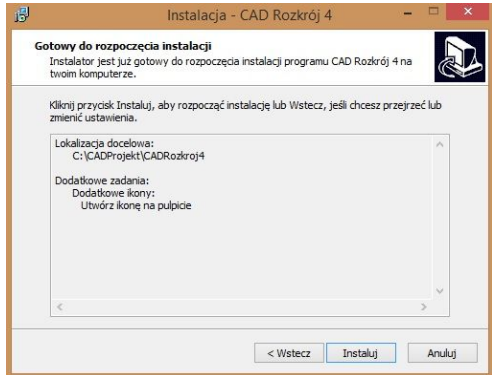 Instalacja - CAD Rozkrój 4
Gotowy do rozpoczęcia instalacji
Instalator jest już gotowy do rozpoczęcia instalacji programu CAD Rozkrój 4 na
twoim komputerze.
Kliknij przycisk Instaluj, aby rozpocząć instalację lub Wstecz, jeśli chcesz przejrzeć lub
zmienić ustawienia.
Lokalizacja docelowa:
C:\CADProjekt\CADRozkroj4
Dodatkowe zadania:
Dodatkowe ikony:
Utwórz ikonę na pulpicie
< Wstecz
Instaluj
Anuluj